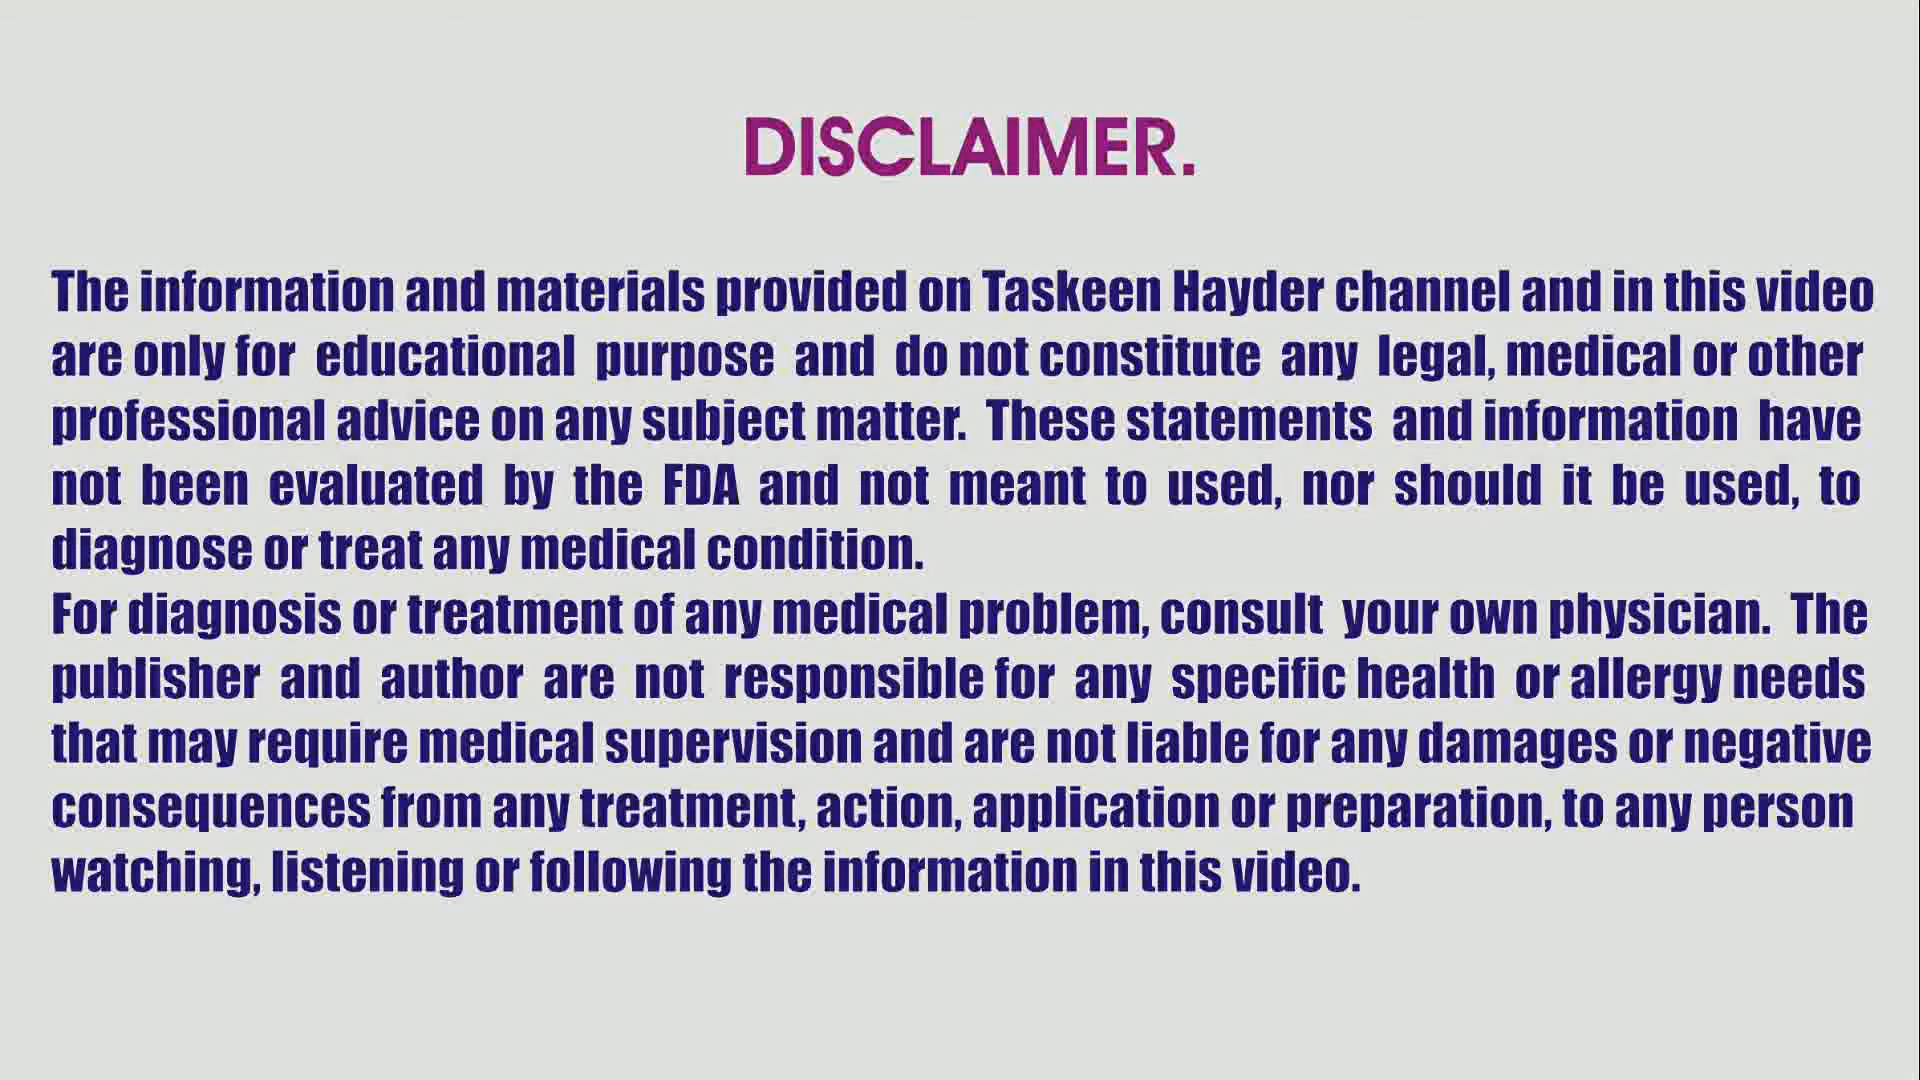 DISCLAIMER.
The information and materials provided on Taskeen Hayder channel and in this video
are only for educational purpose and do not constitute any legal, medical or other
professional advice on any subject matter. These statements and information have
not been evaluated by the FDA and not meant to used, nor should it be used, to
diagnose or treat any medical condition.
For diagnosis or treatment of any medical problem, consult your own physician. The
publisher and author are not responsible for any specific health or allergy needs
that may require medical supervision and are not liable for any damages or negative
consequences from any treatment, action, application or preparation, to any person
watching, listening or following the information in this video.